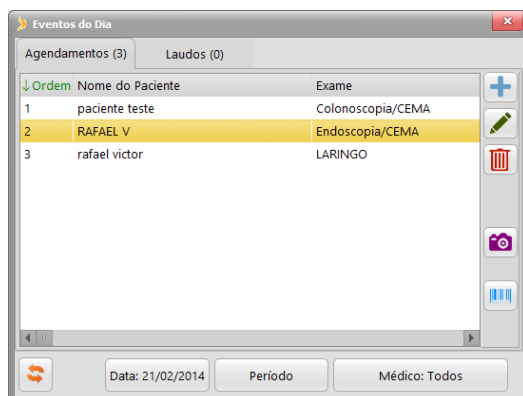 Eventos do Dia
Agendamentos (3) Laudos (0)
Ordem Nome do Paciente Exame
1 paciente teste Colonoscopia/CEMA
2 RAFAEL V Endoscopia/CEMA
3 rafael victor LARINGO
Data: 21/02/2014 Período Médico: Todos